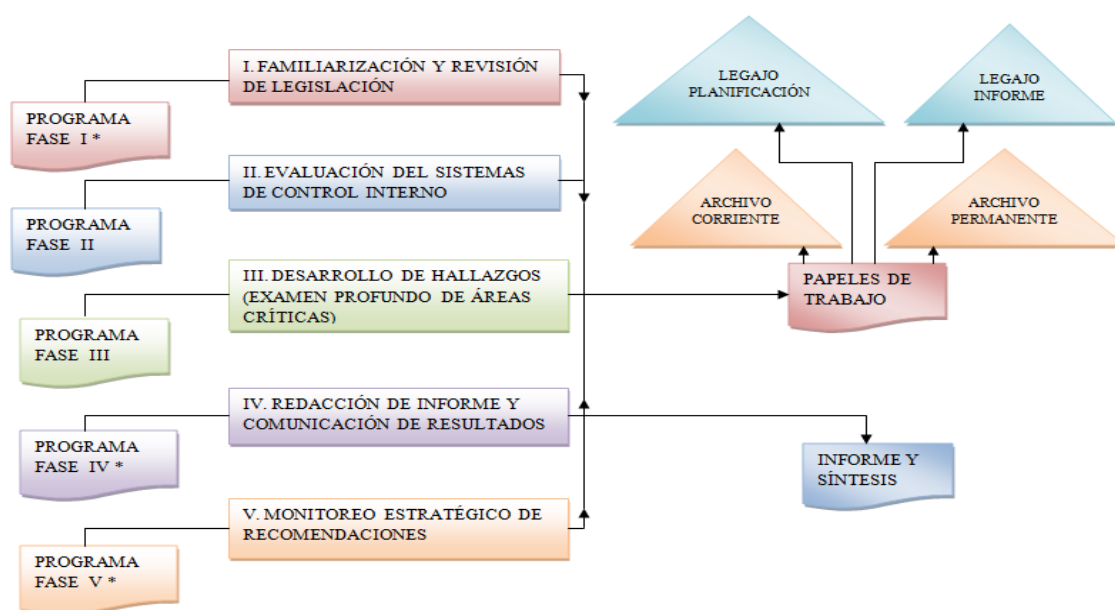 I. FAMILIARIZACIÓN Y REVISIÓN
DE LEGISLACIÓN
PROGRAMA
FASE I *
II. EVALUACIÓN DEL SISTEMAS
DE CONTROL INTERNO
PROGRAMA
FASE II
III. DESARROLLO DE HALLAZGOS
(EXAMEN PROFUNDO DE ÁREAS
CRÍTICAS)
PROGRAMA
FASE III
IV. REDACCIÓN DE INFORME Y
COMUNICACIÓN DE RESULTADOS
PROGRAMA
FASE IV *
V. MONITOREO ESTRATÉGICO DE
RECOMENDACIONES
PROGRAMA
FASE V *
LEGAJO
PLANIFICACIÓN
LEGAJO
INFORME
ARCHIVO
CORRIENTE
ARCHIVO
PERMANENTE
PAPELES DE
TRABAJO
INFORME Y
SÍNTESIS